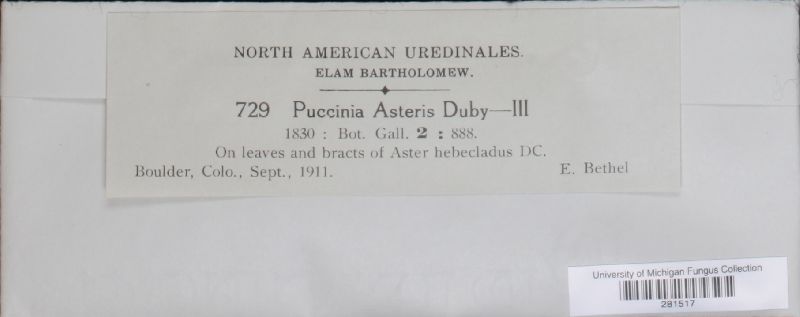 NORTH AMERICAN UREDINALES.
ELAM BARTHOLOMEW.
729 Puccinia Asteris Duby—III
1830 : Bot. Gall. 2 : 888.
On leaves and bracts of Aster hebecladus DC.
Boulder, Colo., Sept., 1911. E. Bethel
University of Michigan Fungus Collection
281517